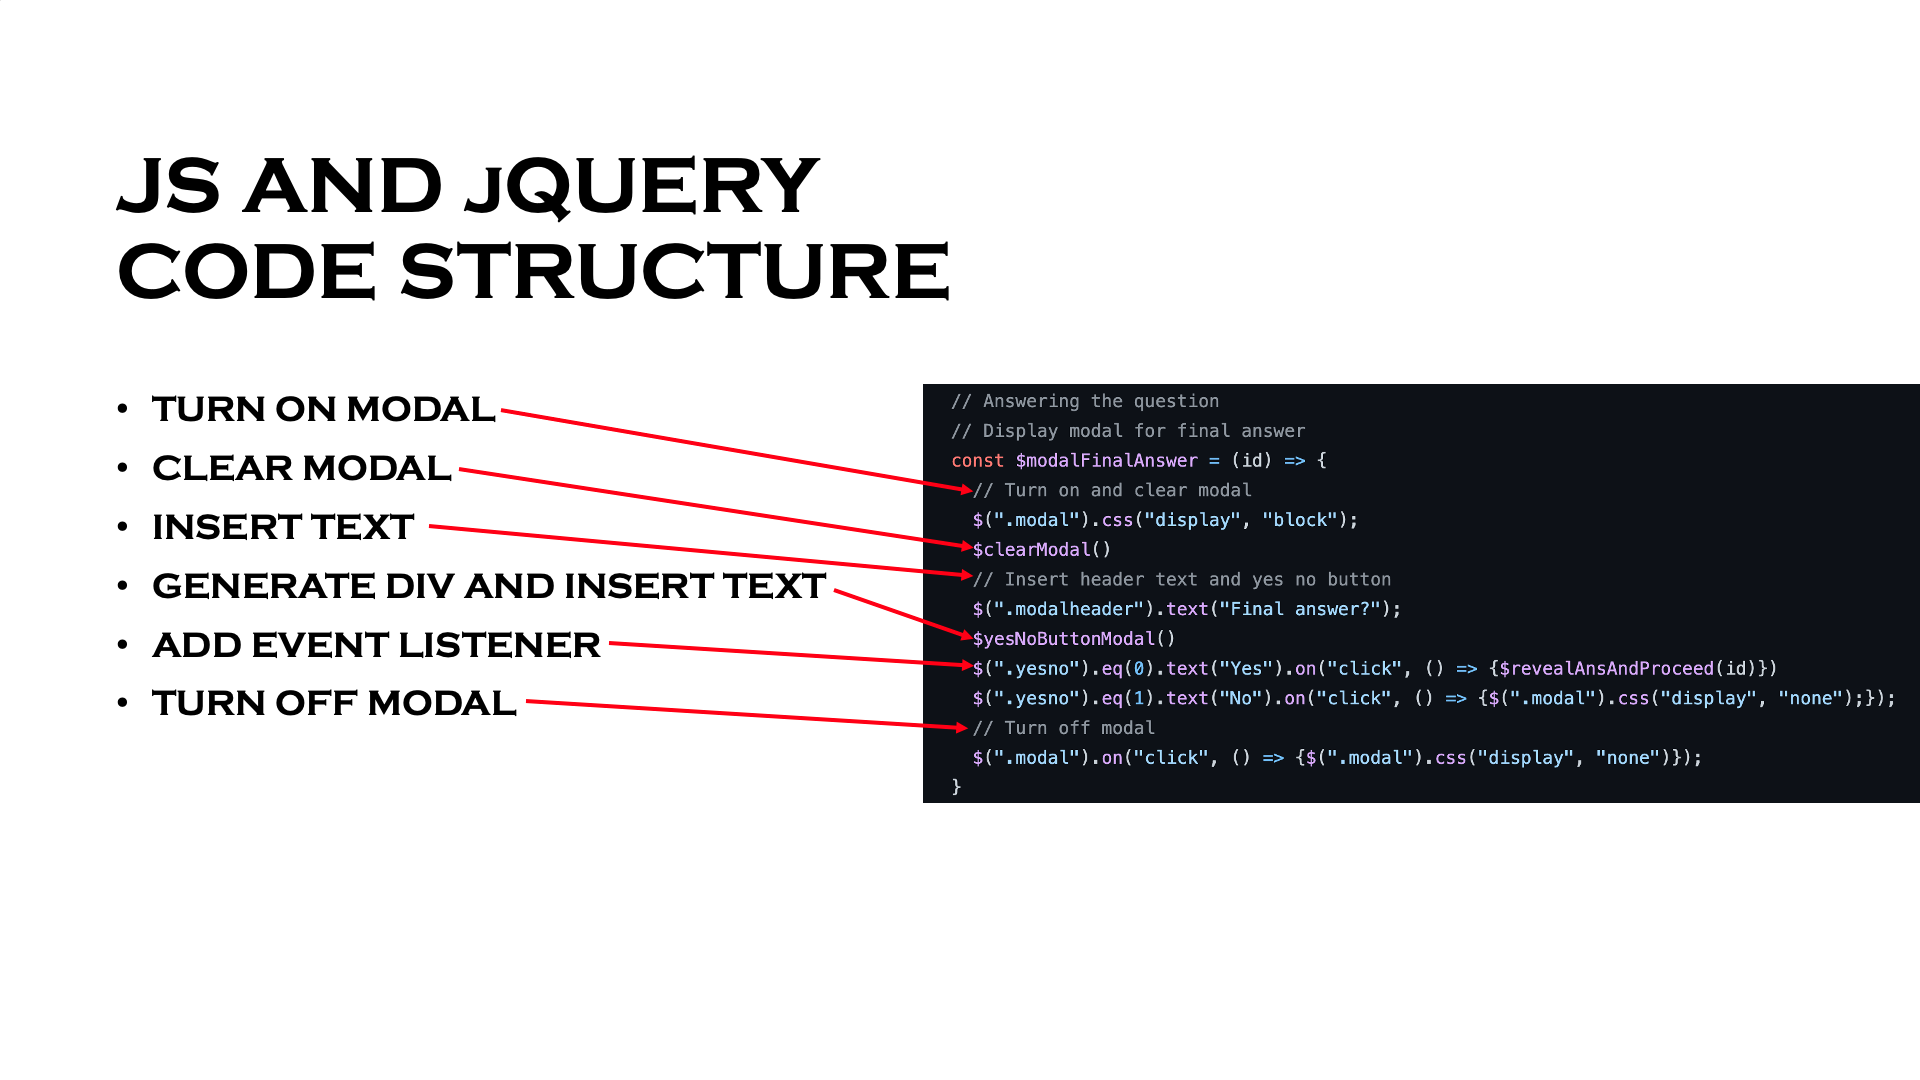 JS AND JQUERY
CODE STRUCTURE
• TURN ON MODAL
• CLEAR MODAL
• INSERT TEXT
• GENERATE DIV AND INSERT TEXT
• ADD EVENT LISTENER
• TURN OFF MODAL
// Answering the question
// Display modal for final answer
const $modalFinalAnswer = (id) => {
// Turn on and clear modal
$(".modal").css("display", "block");
$clearModal()
// Insert header text and yes no button
$(".modalheader").text("Final answer?");
$yesNoButtonModal()
$(".yesno").eq(0).text("Yes").on("click", () => {$revealAnsAndProceed(id)})
$(".yesno").eq(1).text("No").on("click", () => {$(".modal").css("display", "none");});
// Turn off modal
$(".modal").on("click", () => {$(".modal").css("display", "none")});
}